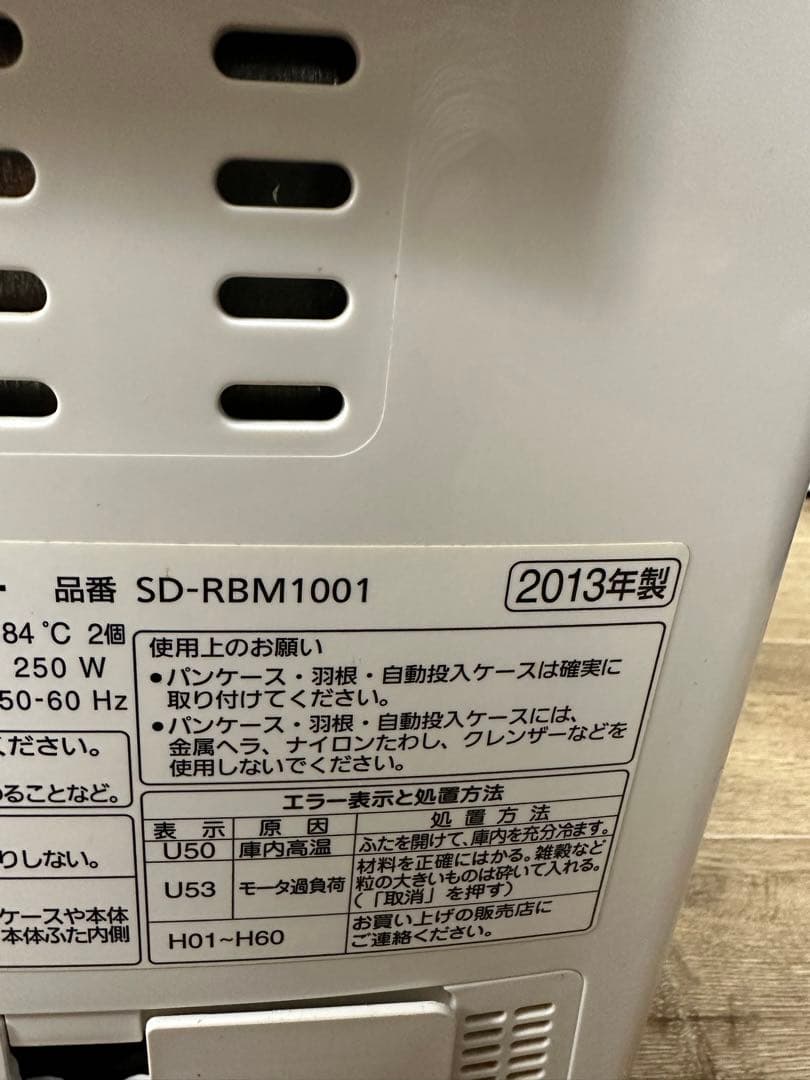 品番 SD-RBM1001
2013年製
84℃ 2個
250 W
50-60 Hz
ください。
ることなど。
りしない。
ケースや本体
本体ふた内側
使用上のお願い
●パンケース・羽根・自動投入ケースは確実に
取り付けてください。
●パンケース・羽根・自動投入ケースには、
金属ヘラ、ナイロンたわし、クレンザーなどを
使用しないでください。
エラー表示と処置方法
表示 原因 処置方法
U50 庫内高温 ふたを開けて、庫内を充分冷ます。
U53 モータ過負荷 材料を正確にはかる。雑穀など
粒の大きいものは砕いて入れる。
(「取消」を押す)
H01~H60 お買い上げの販売店に
ご連絡ください。